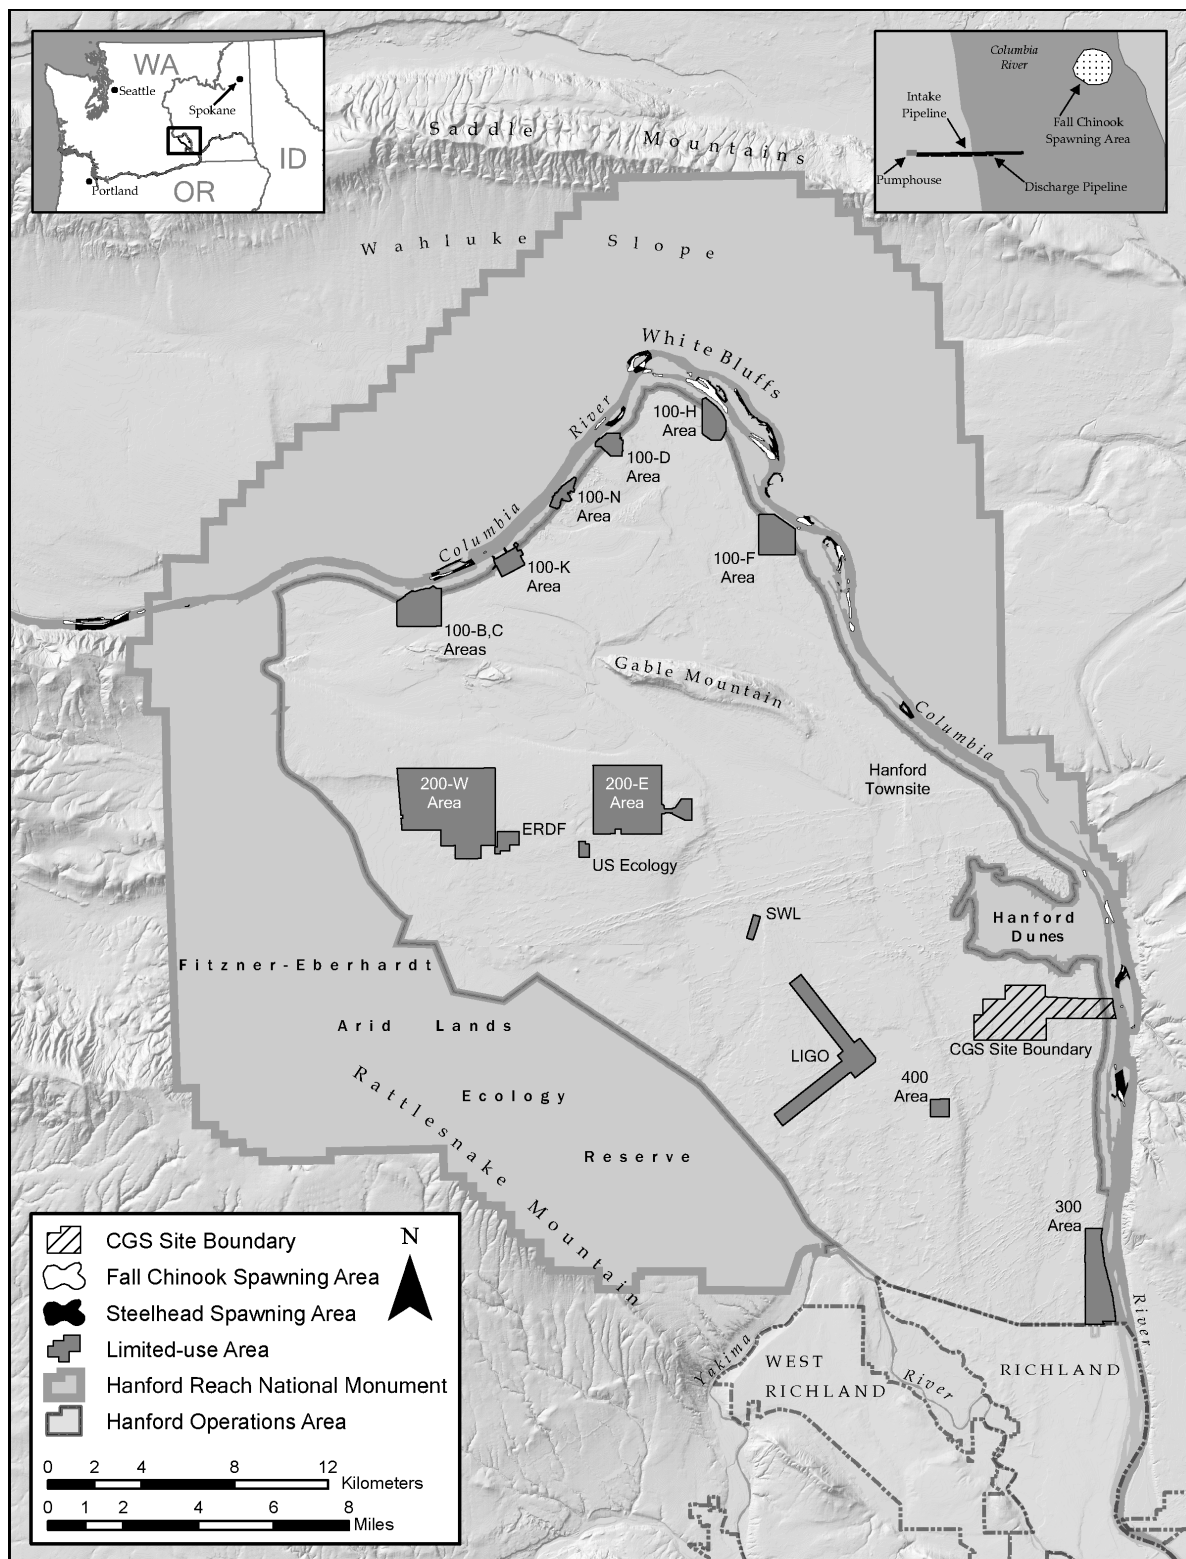 WA
Seattle
Spokane
ID
Portland
OR
Columbia
River
Intake
Pipeline
Fall Chinook
Spawning Area
Pumphouse
Discharge Pipeline
Saddle Mountains
Wahluke Slope
White Bluffs
Columbia River
100-H
Area
100-D
Area
100-N
Area
100-K
Area
100-B,C
Areas
100-F
Area
Gable Mountain
Columbia
Hanford
Townsite
200-W
Area
200-E
Area
ERDF
US Ecology
SWL
Hanford
Dunes
Fitzner-Eberhardt
Arid Lands
Ecology
Reserve
Rattlesnake Mountain
LIGO
CGS Site Boundary
400
Area
300
Area
River
Yakima
River
WEST
RICHLAND
RICHLAND
N
CGS Site Boundary
Fall Chinook Spawning Area
Steelhead Spawning Area
Limited-use Area
Hanford Reach National Monument
Hanford Operations Area
0 2 4 8 12
Kilometers
0 1 2 4 6 8
Miles